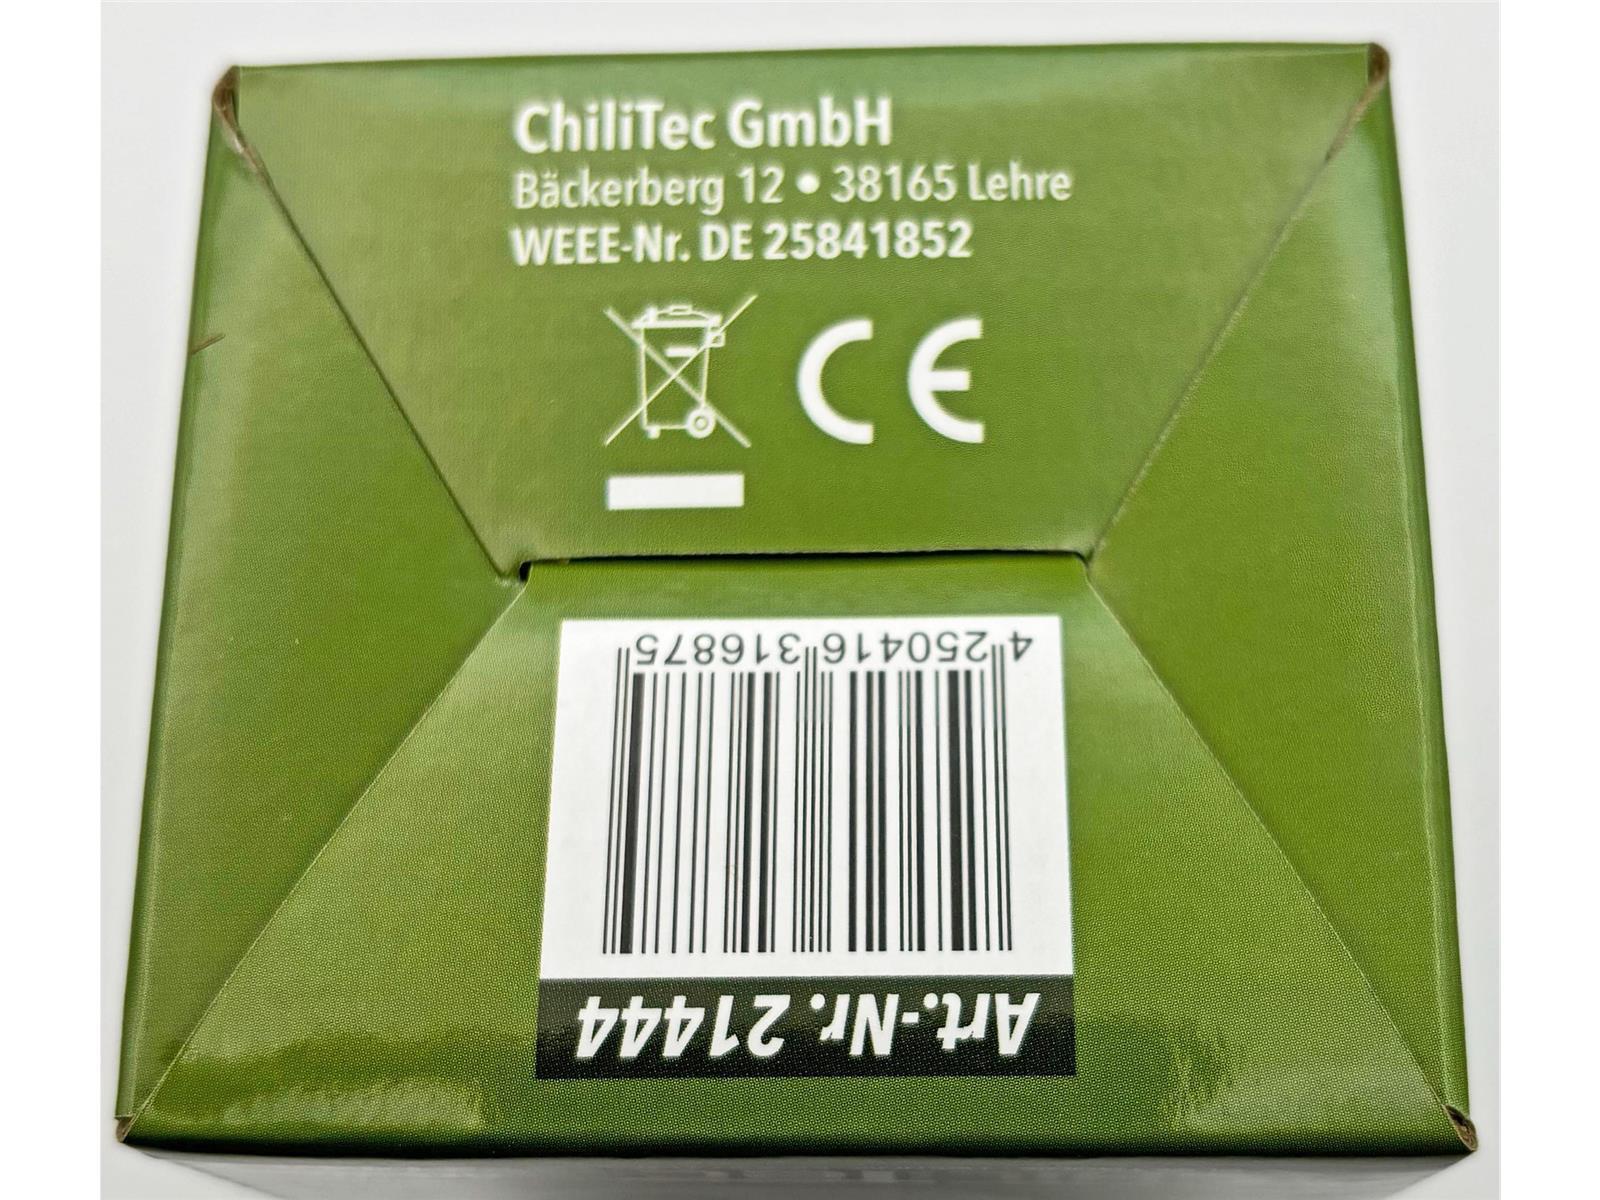 ChiliTec GmbH
Bäckerberg 12 • 38165 Lehre
WEEE-Nr. DE 25841852
CE
4 250416 316875
Art.-Nr. 21444